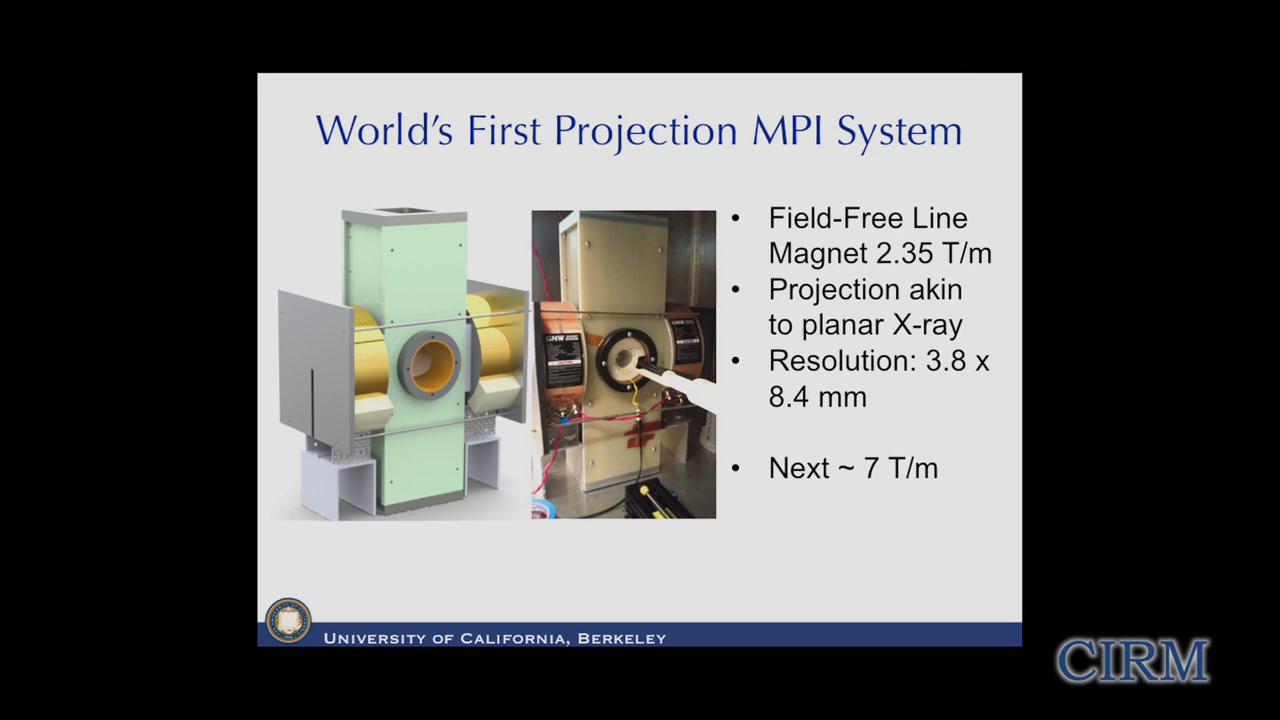 World's First Projection MPI System
• Field-Free Line
Magnet 2.35 T/m
• Projection akin
to planar X-ray
• Resolution: 3.8 x
8.4 mm
• Next ~ 7 T/m
GMW
GMW
UNIVERSITY OF CALIFORNIA, BERKELEY
CIRM